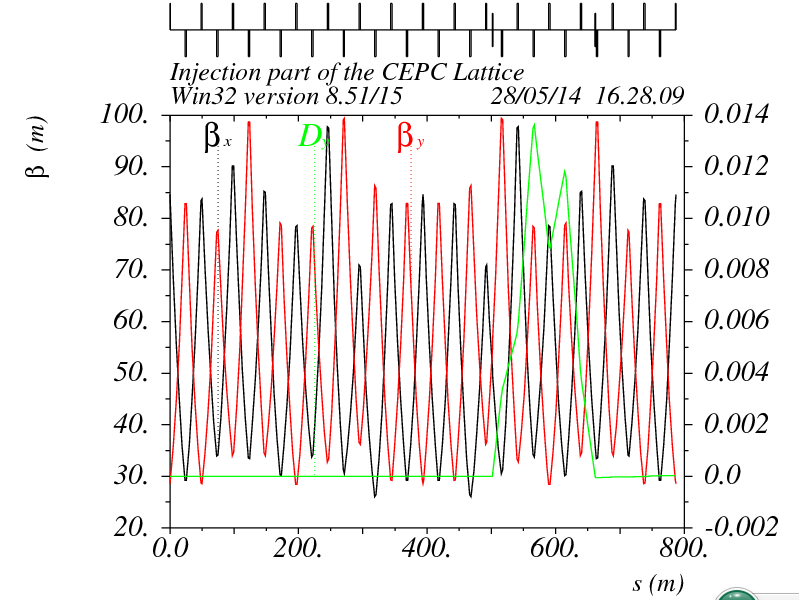 Injection part of the CEPC Lattice
Win32 version 8.51/15 28/05/14 16.28.09
β (m)
βx Dy βy
100. 0.014
90. 0.012
80. 0.010
70. 0.008
60. 0.006
50. 0.004
40. 0.002
30. 0.0
20. -0.002
0.0 200. 400. 600. 800.
s (m)